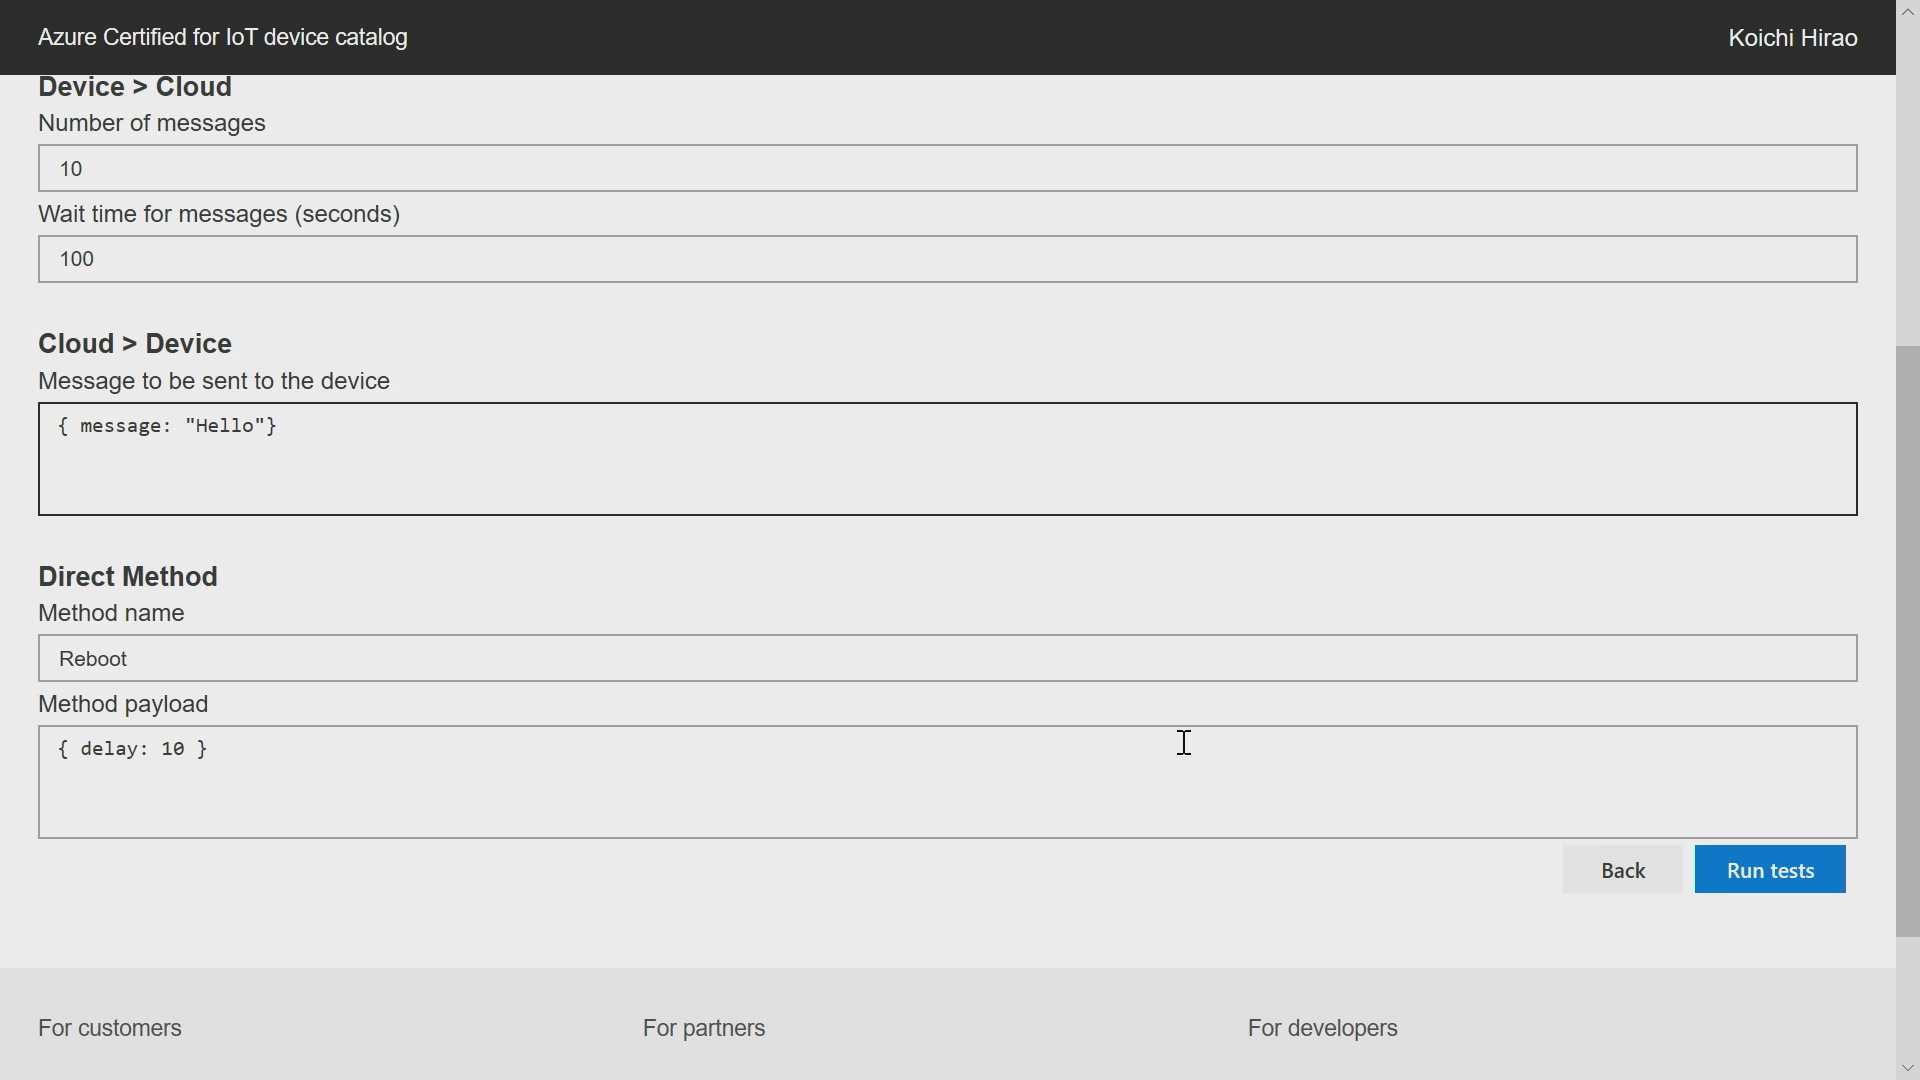 Azure Certified for IoT device catalog
Koichi Hirao
Device > Cloud
Number of messages
10
Wait time for messages (seconds)
100
Cloud > Device
Message to be sent to the device
{ message: "Hello"}
Direct Method
Method name
Reboot
Method payload
{ delay: 10 }
Back
Run tests
For customers
For partners
For developers